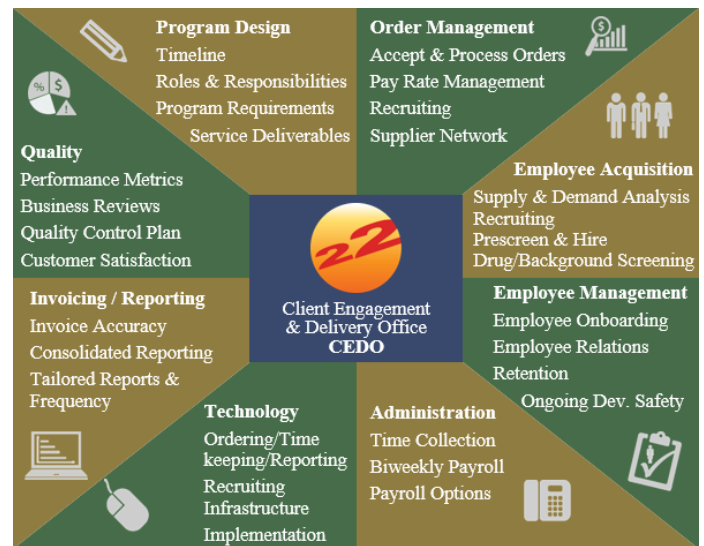 Program Design
Timeline
Roles & Responsibilities
Program Requirements
Service Deliverables
Order Management
Accept & Process Orders
Pay Rate Management
Recruiting
Supplier Network
% $
$
Quality
Performance Metrics
Business Reviews
Quality Control Plan
Customer Satisfaction
Employee Acquisition
Supply & Demand Analysis
Recruiting
Prescreen & Hire
Drug/Background Screening
22
Client Engagement
& Delivery Office
CEDO
Invoicing / Reporting
Invoice Accuracy
Consolidated Reporting
Tailored Reports &
Frequency
Employee Management
Employee Onboarding
Employee Relations
Retention
Ongoing Dev. Safety
Technology
Ordering/Time
keeping/Reporting
Recruiting
Infrastructure
Implementation
Administration
Time Collection
Biweekly Payroll
Payroll Options